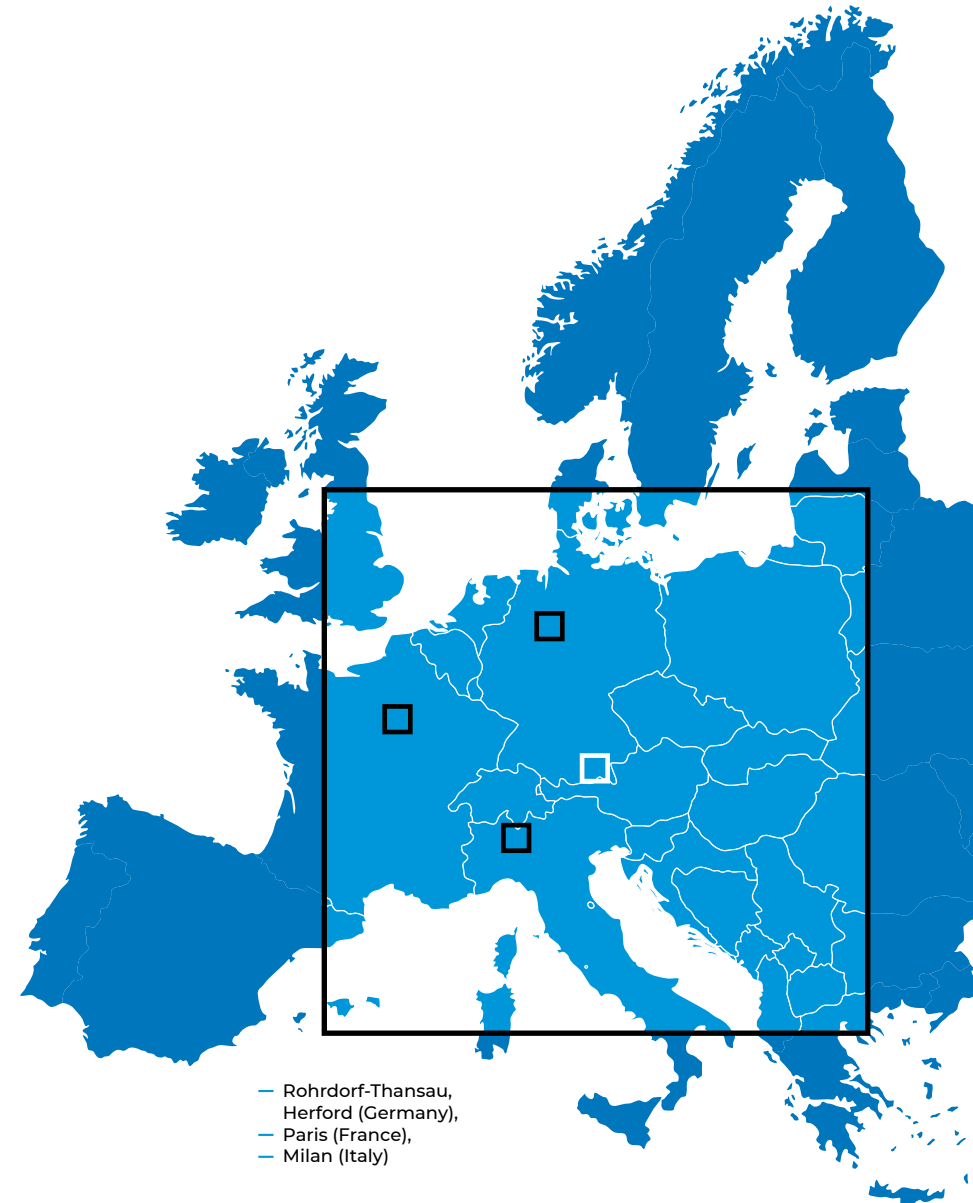 — Rohrdorf-Thansau,
Herford (Germany),
— Paris (France),
— Milan (Italy)